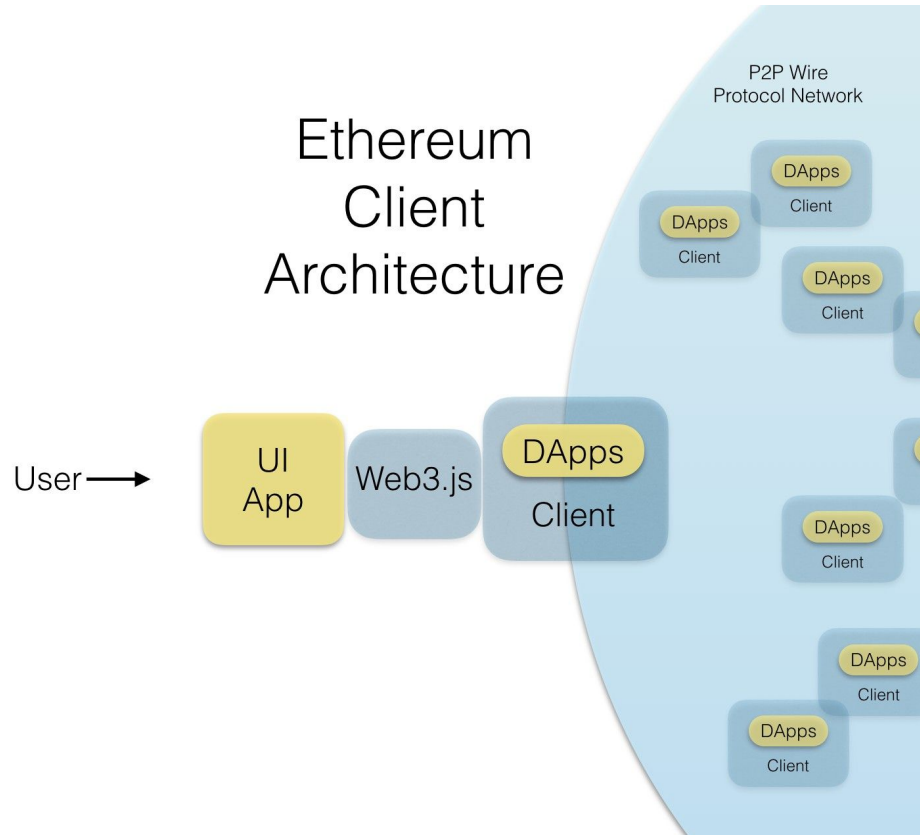 Ethereum
Client
Architecture
P2P Wire
Protocol Network
DApps
Client
DApps
Client
DApps
Client
User
UI
App
Web3.js
DApps
Client
DApps
Client
DApps
Client
DApps
Client